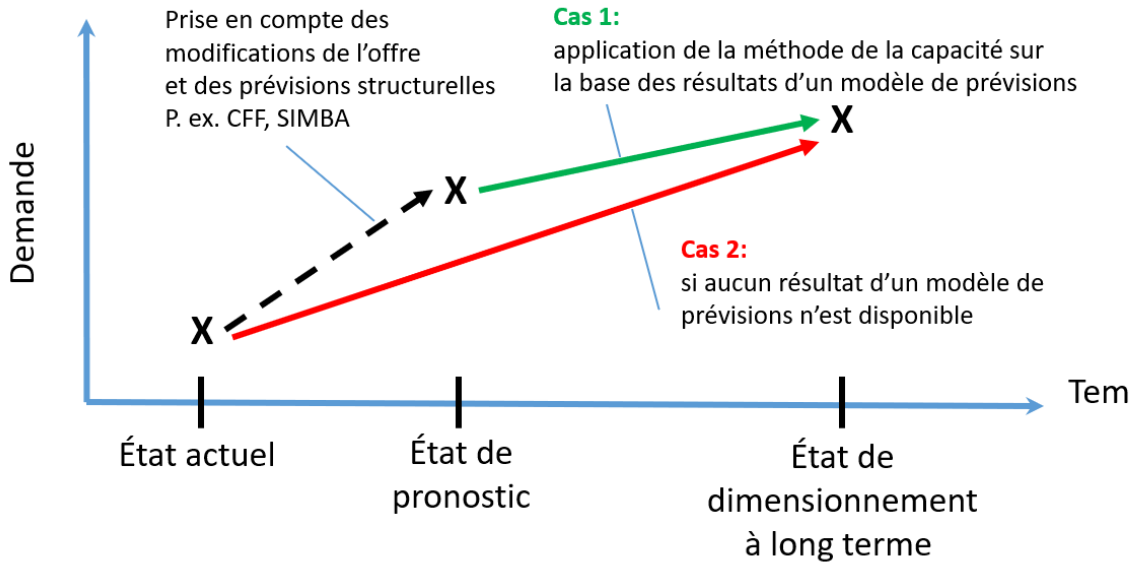 Prise en compte des
modifications de l’offre
et des prévisions structurelles
P. ex. CFF, SIMBA
Cas 1:
application de la méthode de la capacité sur
la base des résultats d’un modèle de prévisions
Demande
X
X
X
Cas 2:
si aucun résultat d’un modèle de
prévisions n’est disponible
Tem
État actuel
État de
pronostic
État de
dimensionnement
à long terme